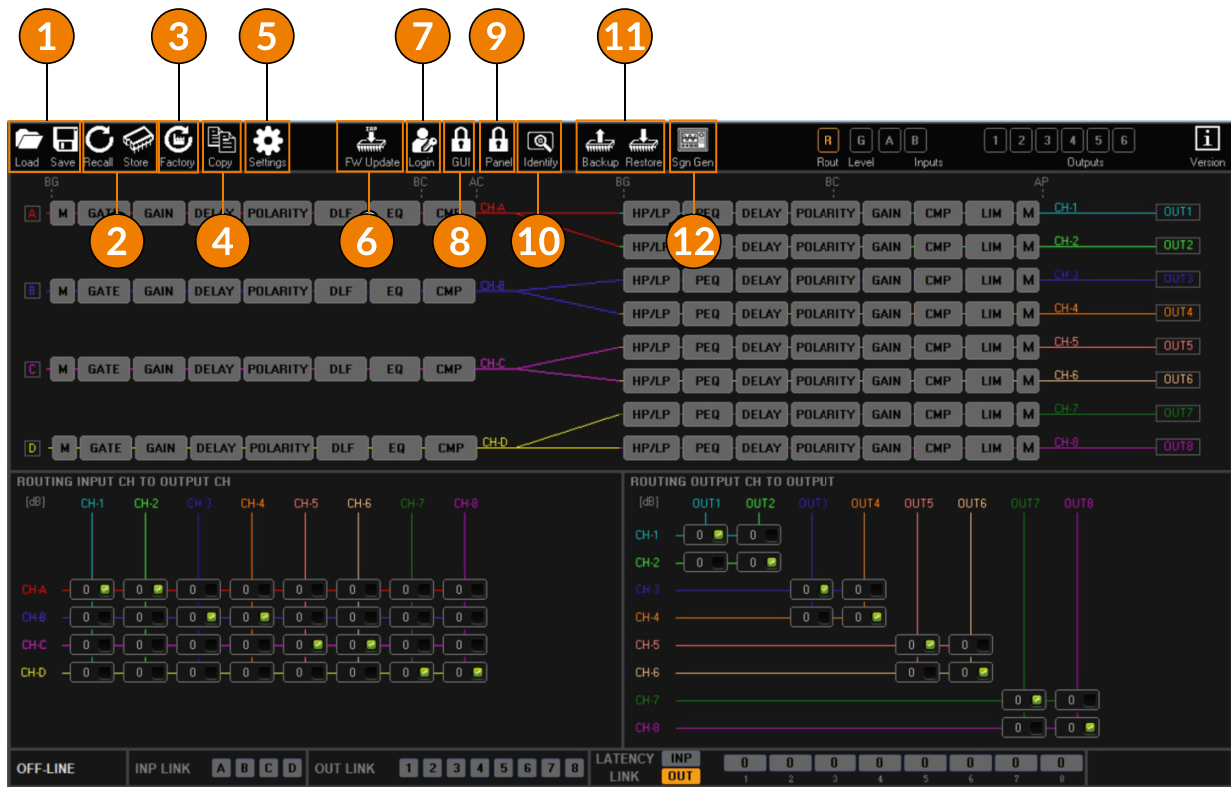 1 3 5 7 9 11
Load Save Recall Store Factory Copy Settings FW Update Login GUI Panel Identify Backup Restore Sgn Gen Rout Level Inputs Outputs Version
R G A B 1 2 3 4 5 6
BG BC AC BG BC AP
A M GATE GAIN DELAY POLARITY DLF EQ CMP CH-A HP/LP PEQ DELAY POLARITY GAIN CMP LIM M CH-1 OUT1
2 4 6 8 10 12
HP/LP PEQ DELAY POLARITY GAIN CMP LIM M CH-2 OUT2
HP/LP PEQ DELAY POLARITY GAIN CMP LIM M CH-3 OUT3
B M GATE GAIN DELAY POLARITY DLF EQ CMP CH-B
HP/LP PEQ DELAY POLARITY GAIN CMP LIM M CH-4 OUT4
HP/LP PEQ DELAY POLARITY GAIN CMP LIM M CH-5 OUT5
C M GATE GAIN DELAY POLARITY DLF EQ CMP CH-C
HP/LP PEQ DELAY POLARITY GAIN CMP LIM M CH-6 OUT6
HP/LP PEQ DELAY POLARITY GAIN CMP LIM M CH-7 OUT7
D M GATE GAIN DELAY POLARITY DLF EQ CMP CH-D HP/LP PEQ DELAY POLARITY GAIN CMP LIM M CH-8 OUT8
ROUTING INPUT CH TO OUTPUT CH
[dB] CH-1 CH-2 CH-3 CH-4 CH-5 CH-6 CH-7 CH-8
CH-A 0 0 0 0 0 0 0 0
CH-B 0 0 0 0 0 0 0 0
CH-C 0 0 0 0 0 0 0 0
CH-D 0 0 0 0 0 0 0 0
ROUTING OUTPUT CH TO OUTPUT
[dB] OUT1 OUT2 OUT3 OUT4 OUT5 OUT6 OUT7 OUT8
CH-1 0 0
CH-2 0 0
CH-3 0 0
CH-4 0 0
CH-5 0 0
CH-6 0 0
CH-7 0 0
CH-8 0 0
OFF-LINE INP LINK A B C D OUT LINK 1 2 3 4 5 6 7 8
LATENCY INP
LINK OUT
0 0 0 0 0 0 0 0
1 2 3 4 5 6 7 8